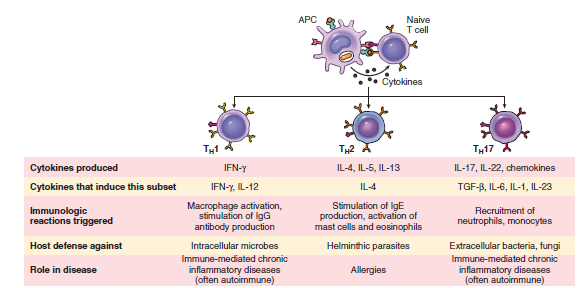 APC
Naive
T cell
Cytokines
TH1
TH2
TH17
Cytokines produced
IFN-γ
IL-4, IL-5, IL-13
IL-17, IL-22, chemokines
Cytokines that induce this subset
IFN-γ, IL-12
IL-4
TGF-β, IL-6, IL-1, IL-23
Immunologic
reactions triggered
Macrophage activation,
stimulation of IgG
antibody production
Stimulation of IgE
production, activation of
mast cells and eosinophils
Recruitment of
neutrophils, monocytes
Host defense against
Intracellular microbes
Helminthic parasites
Extracellular bacteria, fungi
Role in disease
Immune-mediated chronic
inflammatory diseases
(often autoimmune)
Allergies
Immune-mediated chronic
inflammatory diseases
(often autoimmune)